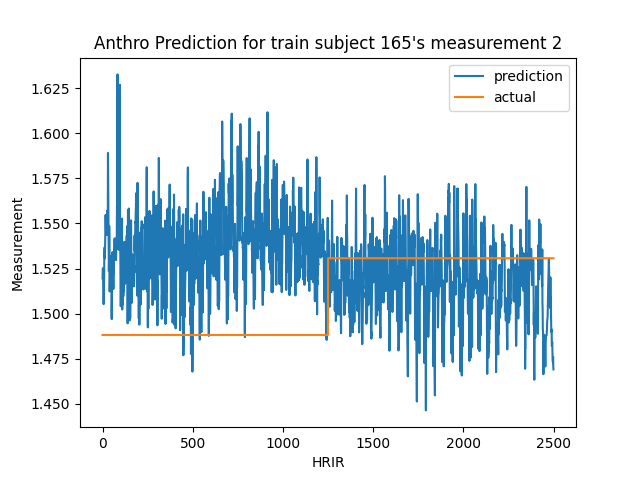 Anthro Prediction for train subject 165's measurement 2
prediction
actual
Measurement
1.625
1.600
1.575
1.550
1.525
1.500
1.475
1.450
0
500
1000
1500
2000
2500
HRIR